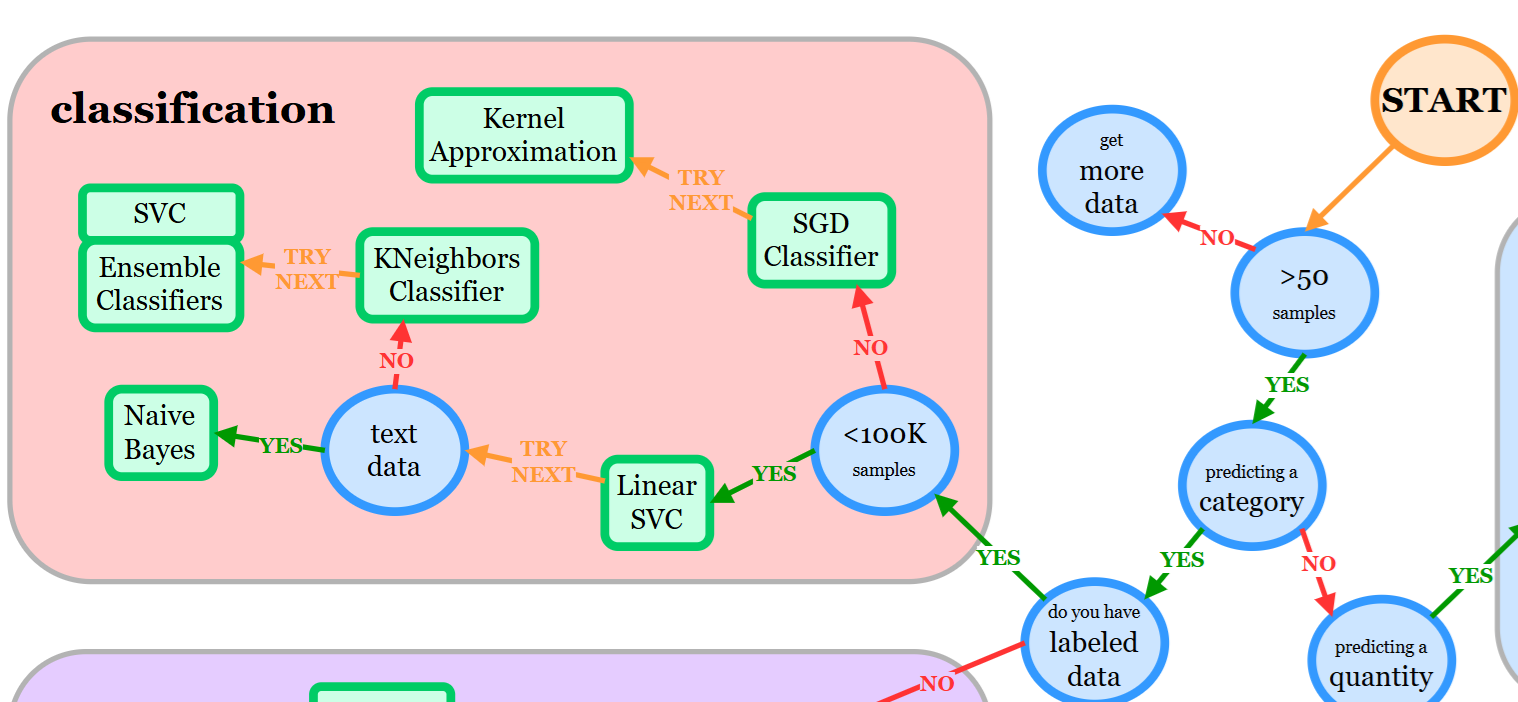 classification
Kernel
Approximation
TRY
NEXT
SGD
Classifier
SVC
Ensemble
Classifiers
TRY
NEXT
KNeighbors
Classifier
NO
NO
Naive
Bayes
YES
text
data
TRY
NEXT
Linear
SVC
YES
<100K
samples
START
get
more
data
NO
>50
samples
YES
predicting a
category
YES
NO
YES
do you have
labeled
data
NO
predicting a
quantity
YES